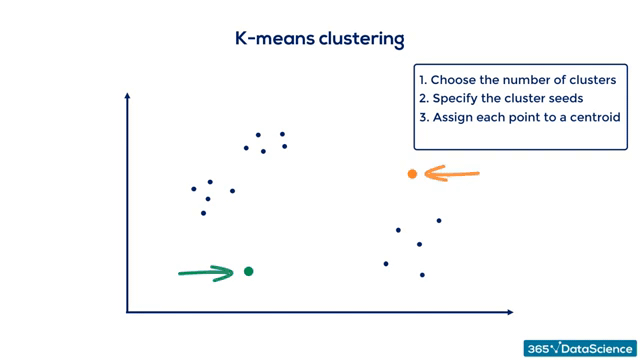 K-means clustering
1. Choose the number of clusters
2. Specify the cluster seeds
3. Assign each point to a centroid
365 DataScience